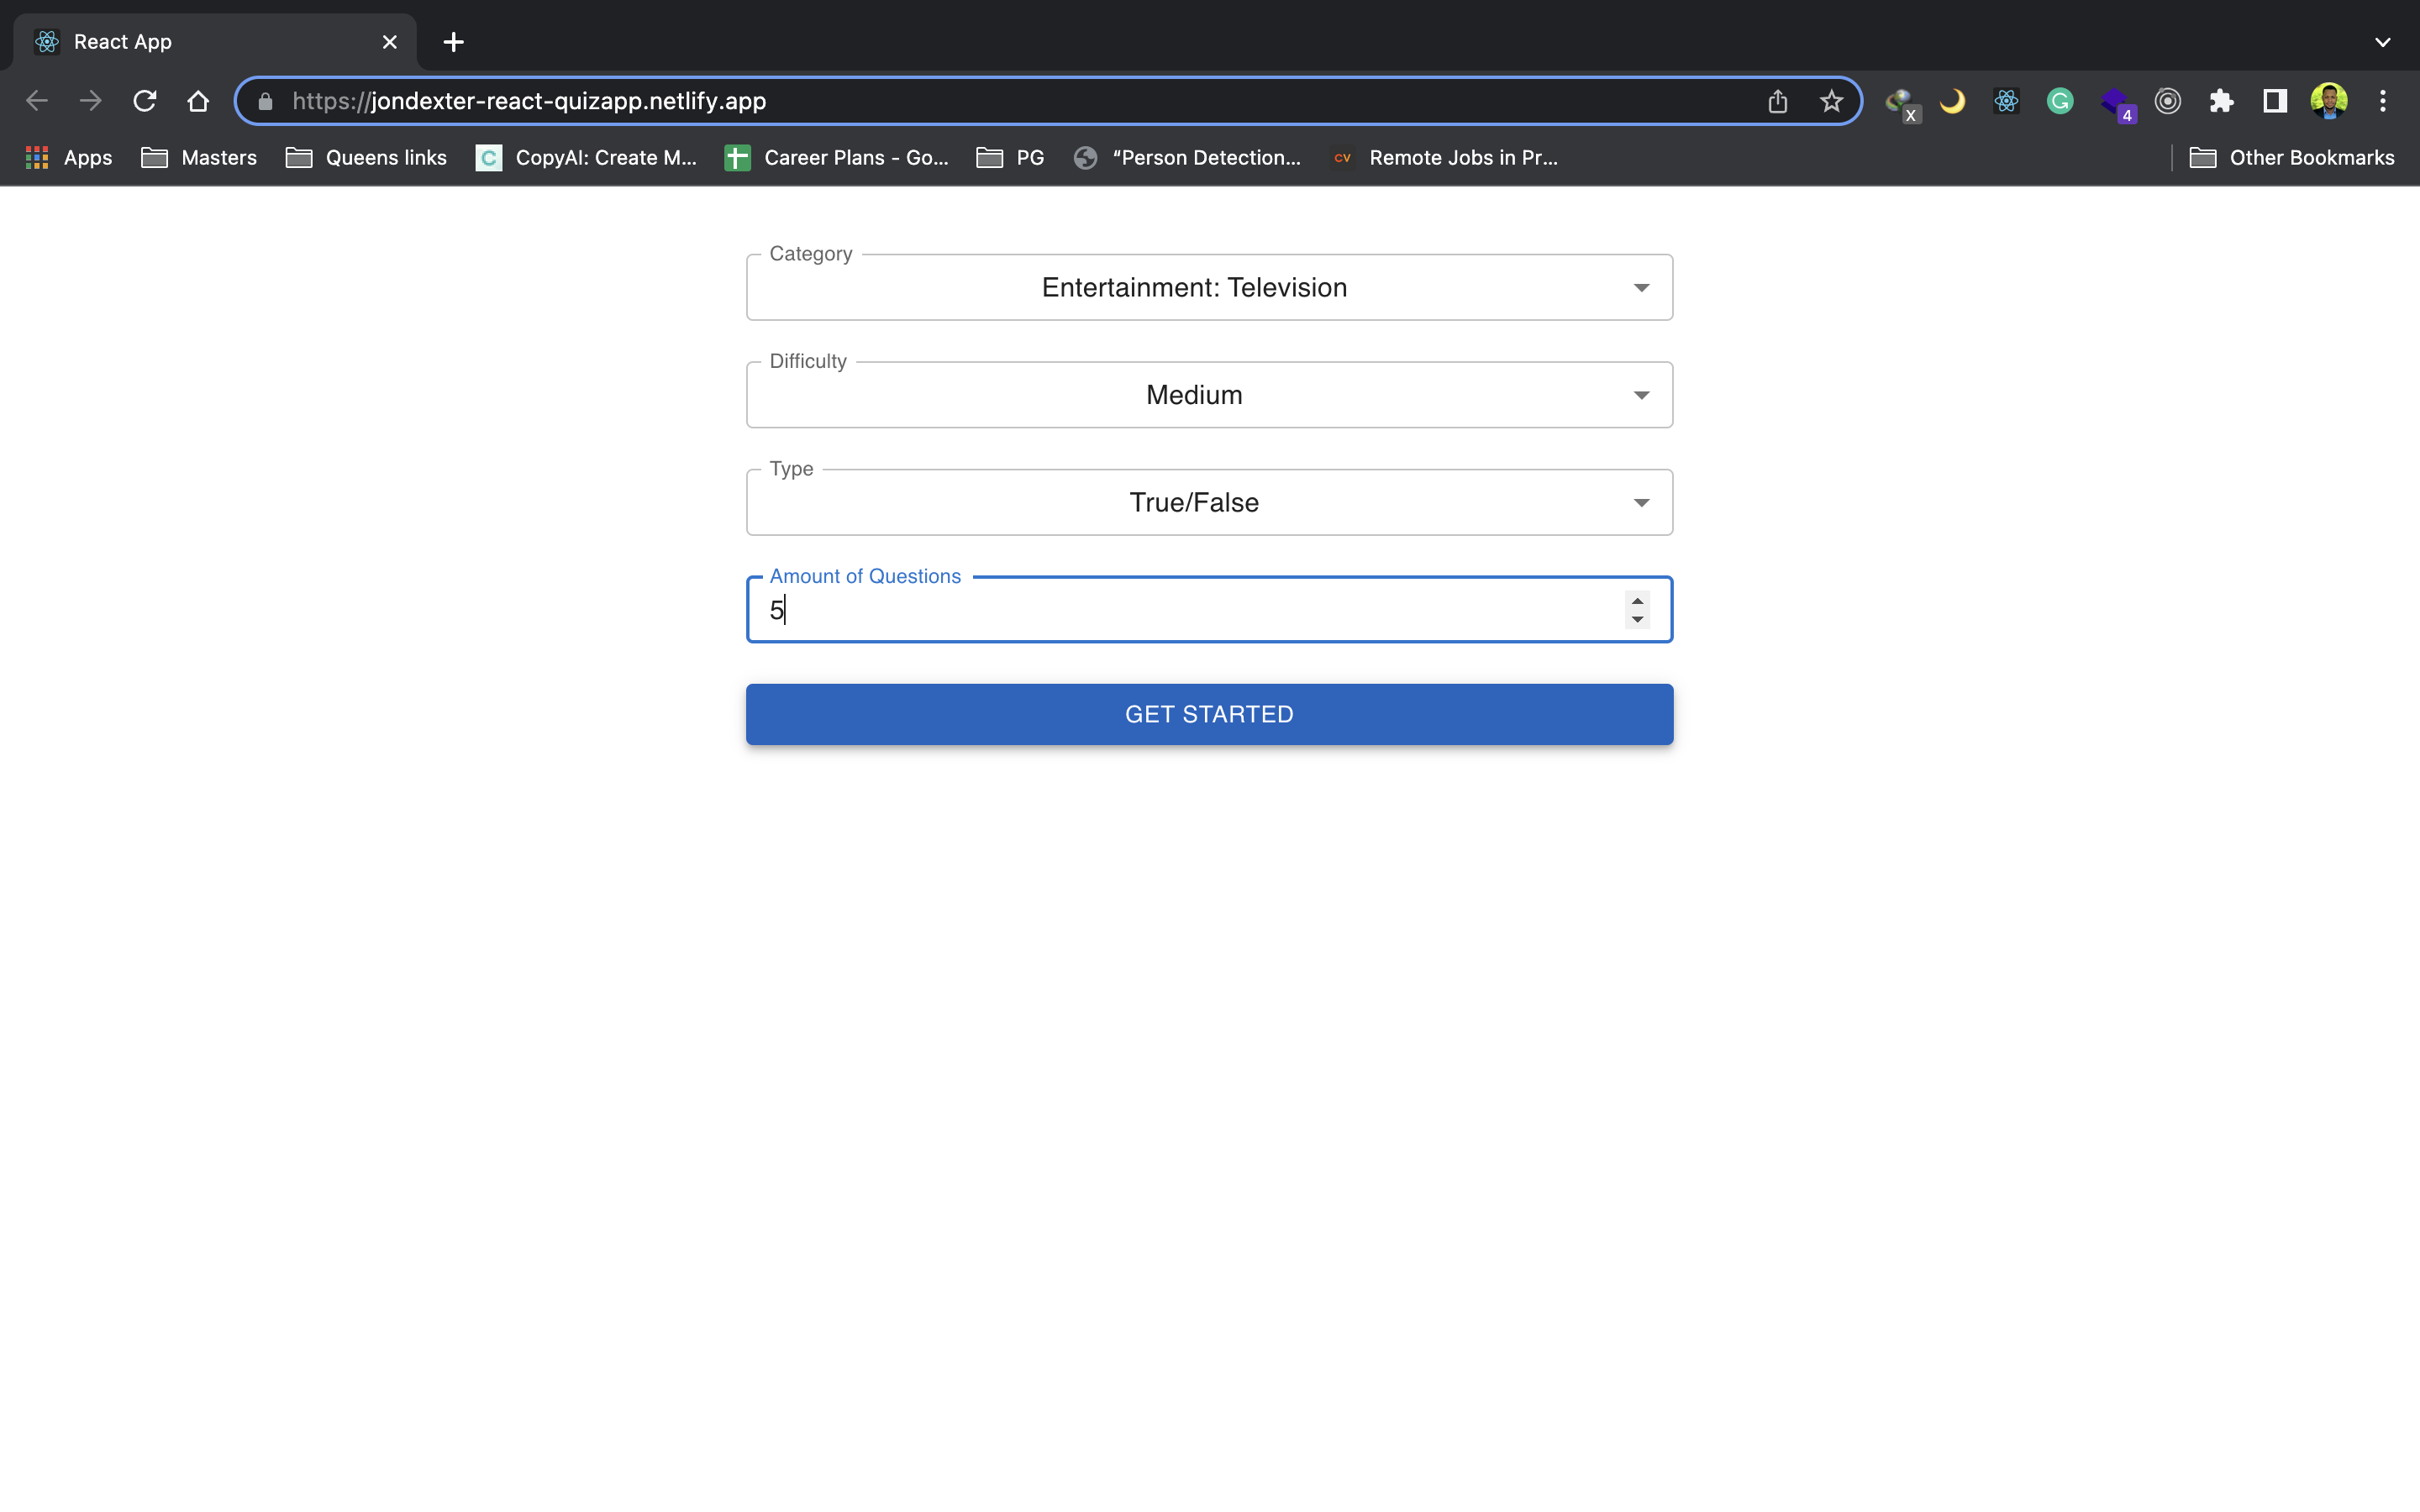 React App
https://jondexter-react-quizapp.netlify.app
X
4
Apps
Masters
Queens links
C
CopyAI: Create M...
Career Plans - Go...
PG
“Person Detection...
CV
Remote Jobs in Pr...
Other Bookmarks
Category
Entertainment: Television
Difficulty
Medium
Type
True/False
Amount of Questions
5
GET STARTED